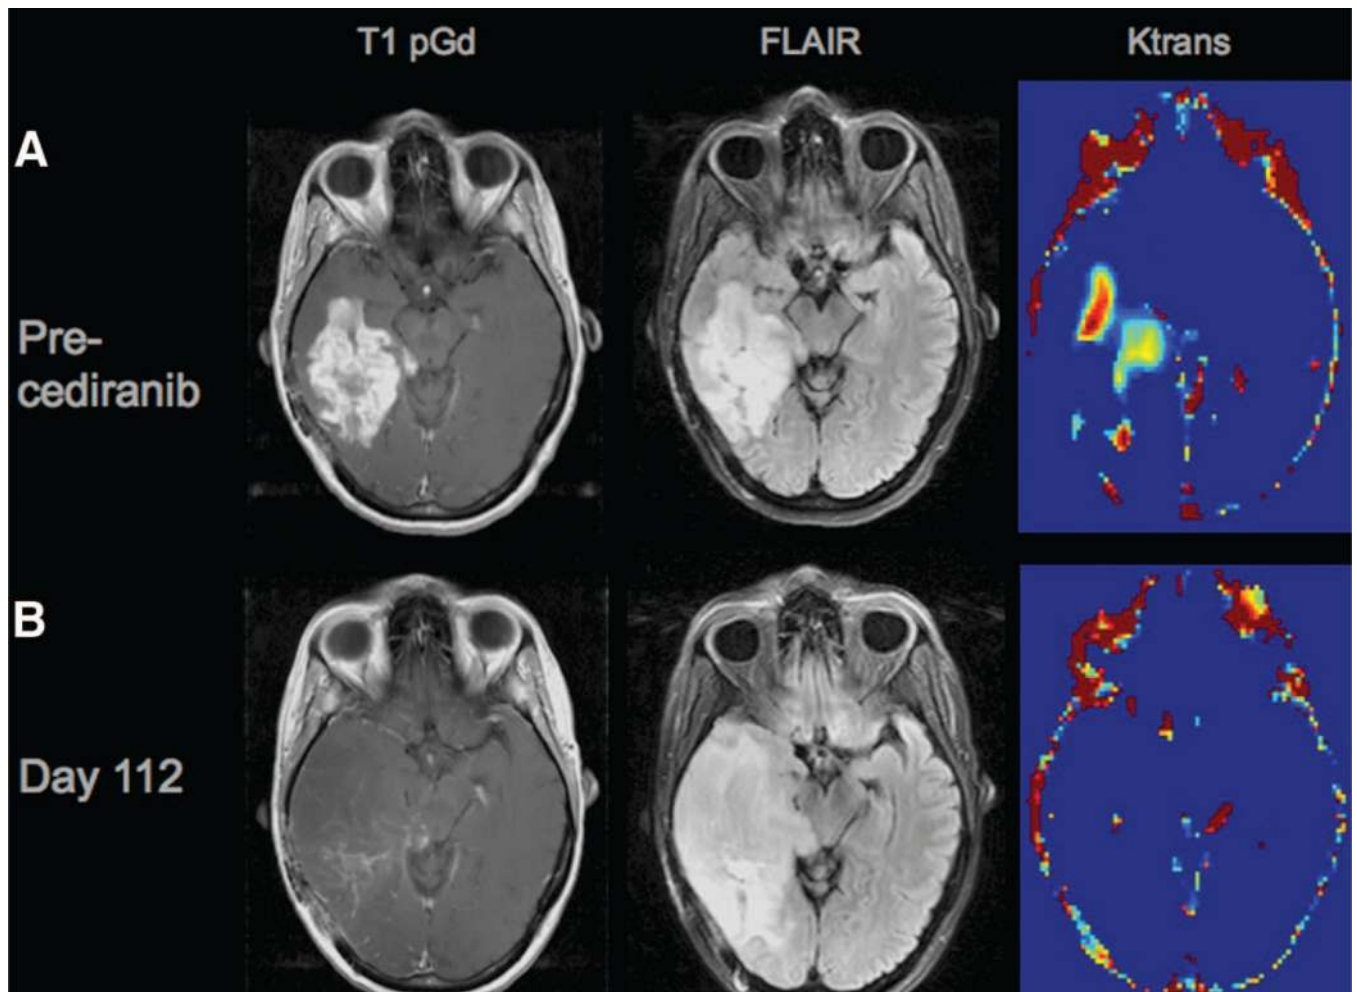 T1 pGd FLAIR Ktrans
A
Pre-
cediranib
B
Day 112